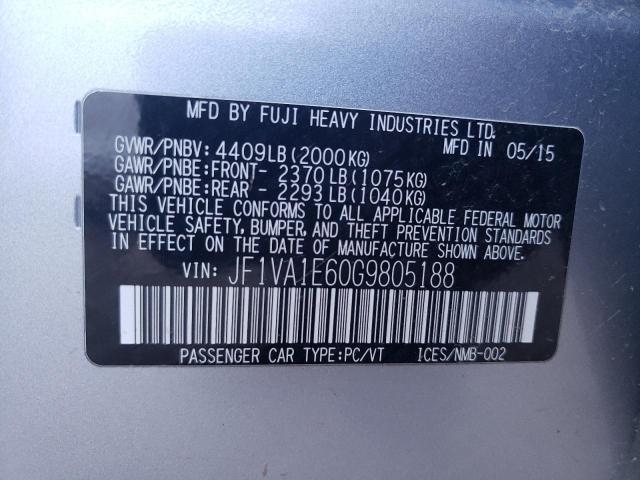 MFD BY FUJI HEAVY INDUSTRIES LTD.
MFD IN 05/15
GVWR/PNBV: 4409LB(2000KG)
GAWR/PNBE:FRONT- 2370LB(1075KG)
GAWR/PNBE:REAR - 2293LB(1040KG)
THIS VEHICLE CONFORMS TO ALL APPLICABLE FEDERAL MOTOR
VEHICLE SAFETY, BUMPER, AND THEFT PREVENTION STANDARDS
IN EFFECT ON THE DATE OF MANUFACTURE SHOWN ABOVE.
VIN: JF1VA1E60G9805188
PASSENGER CAR TYPE:PC/VT ICES/NMB-002